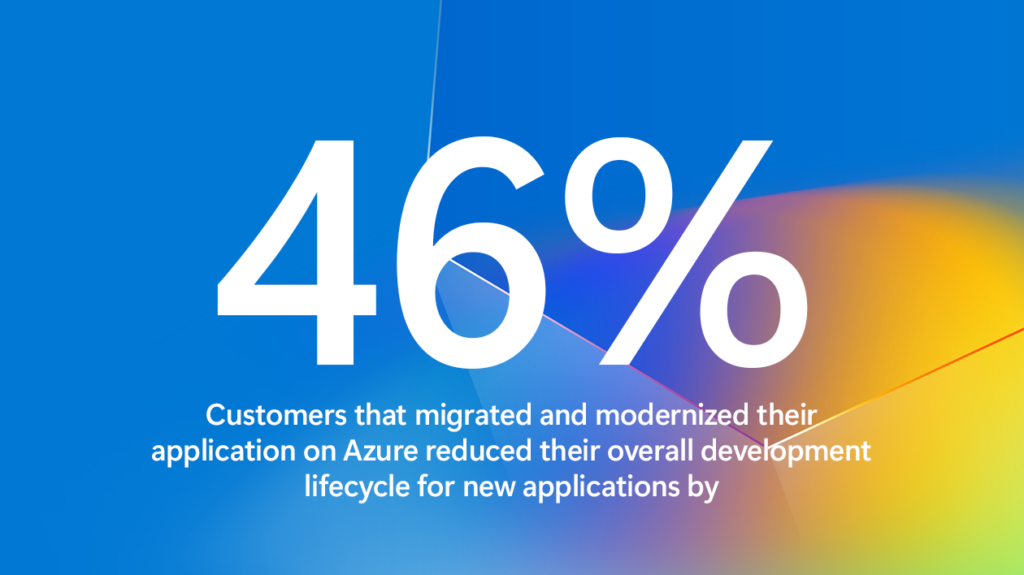 46%
Customers that migrated and modernized their
application on Azure reduced their overall development
lifecycle for new applications by